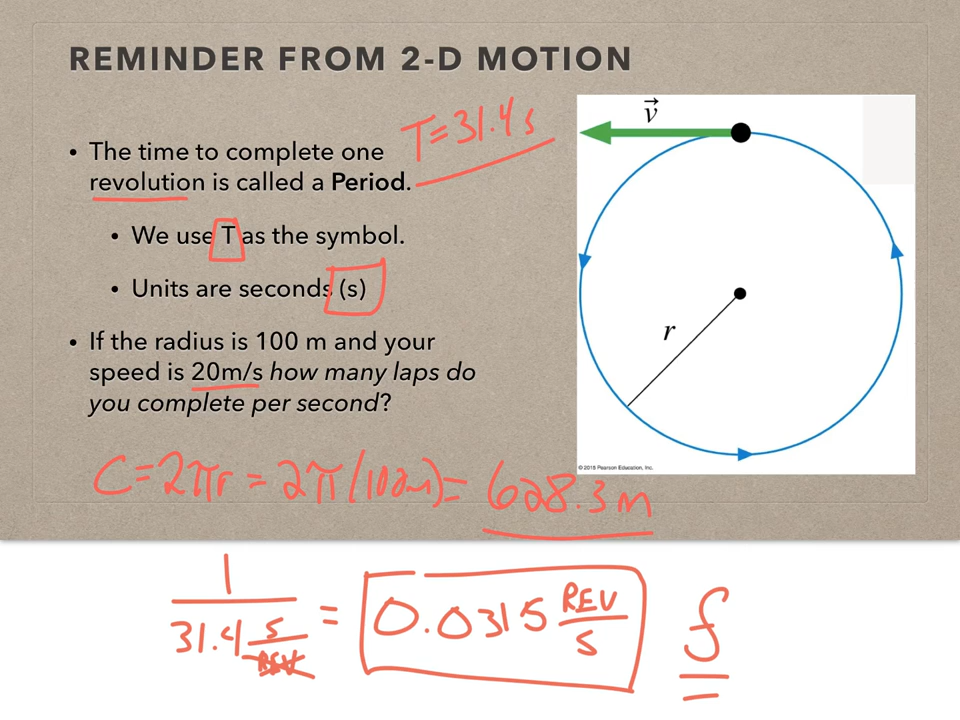 REMINDER FROM 2-D MOTION
T=31.4 s
• The time to complete one
revolution is called a Period.
• We use T as the symbol.
• Units are seconds (s)
• If the radius is 100 m and your
speed is 20m/s how many laps do
you complete per second?
v
r
© 2015 Pearson Education, Inc.
C=2πr = 2π(100m) = 628.3 m
1
31.4 s/REV
= 0.0315 REV/S
f